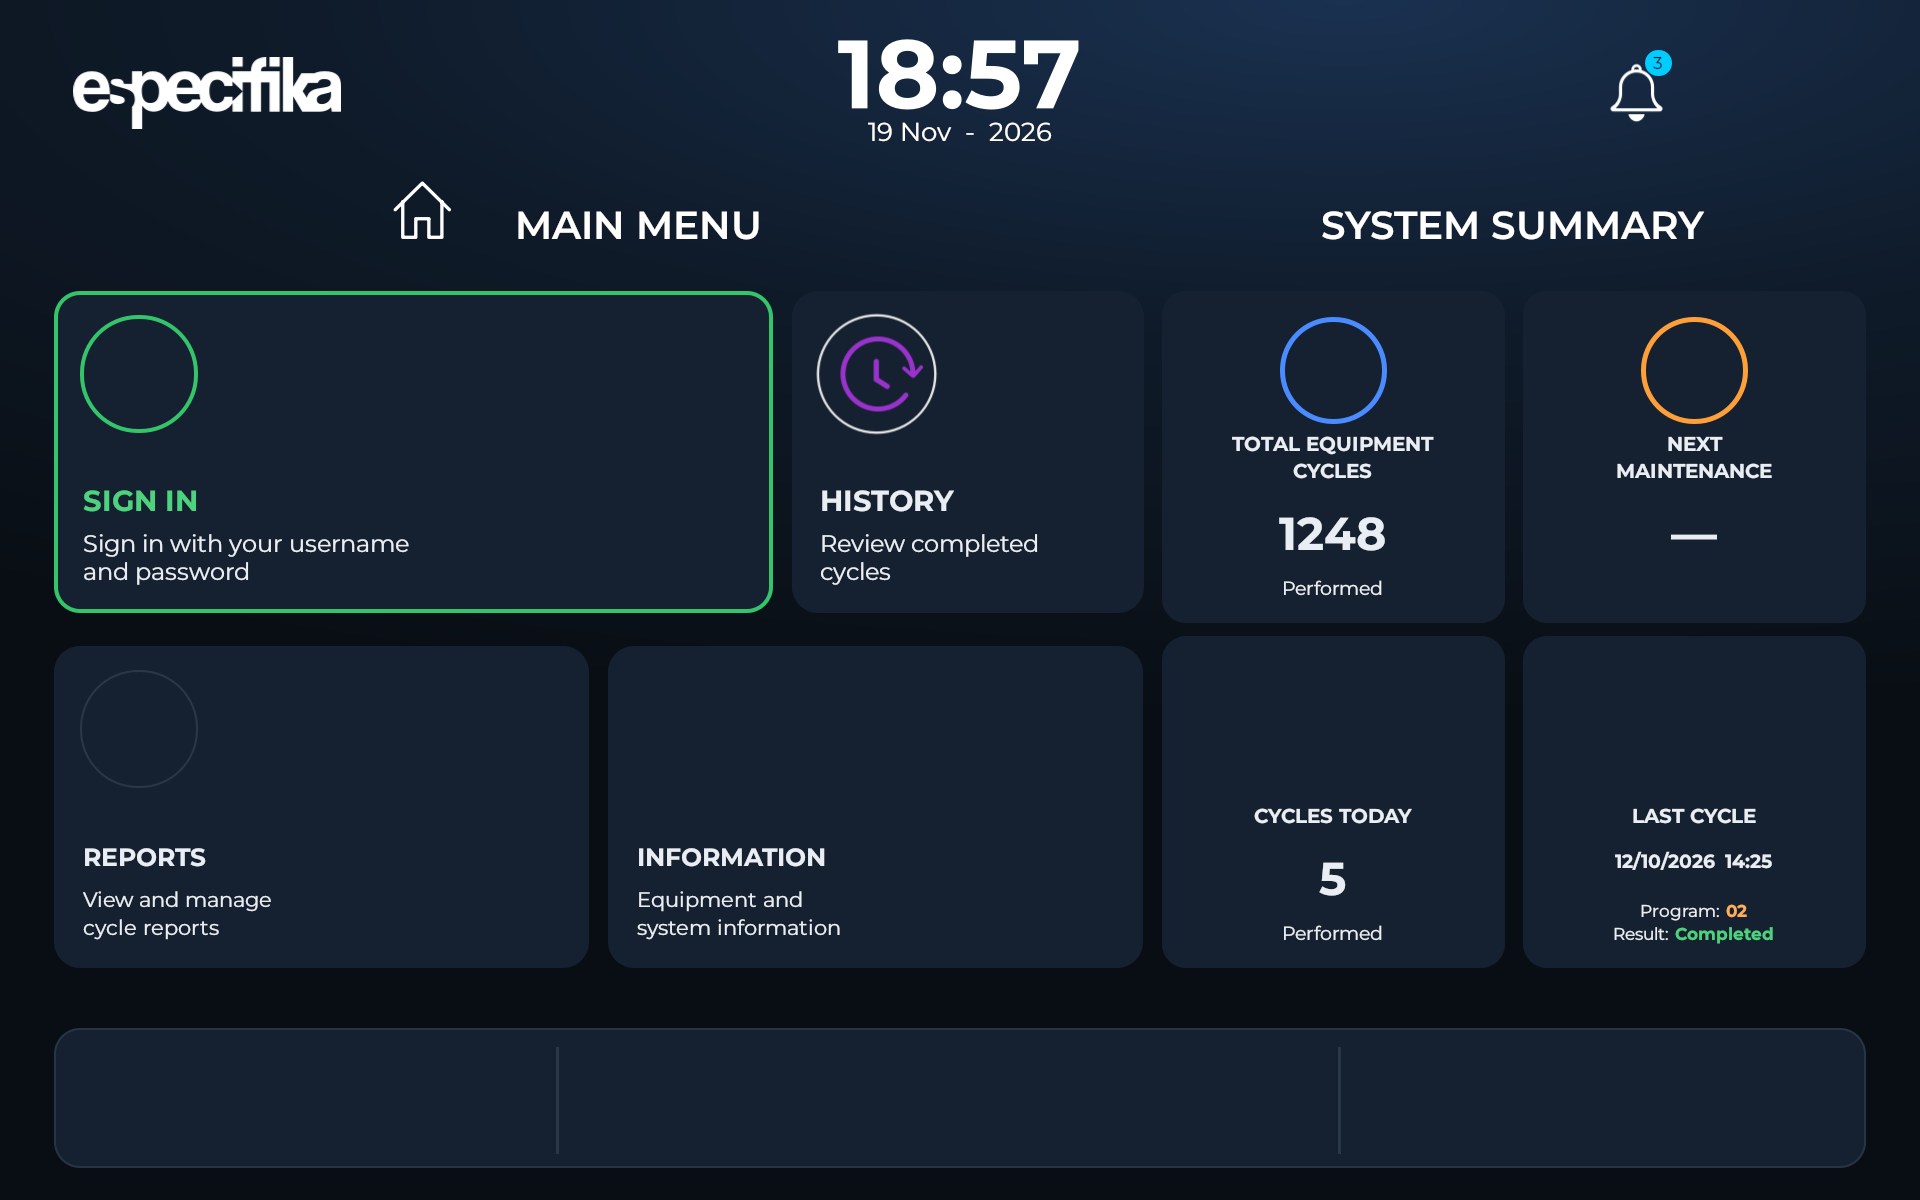 especifika
18:57
19 Nov - 2026
3
MAIN MENU
SYSTEM SUMMARY
SIGN IN
Sign in with your username
and password
HISTORY
Review completed
cycles
TOTAL EQUIPMENT
CYCLES
1248
Performed
NEXT
MAINTENANCE
—
REPORTS
View and manage
cycle reports
INFORMATION
Equipment and
system information
CYCLES TODAY
5
Performed
LAST CYCLE
12/10/2026 14:25
Program: 02
Result: Completed